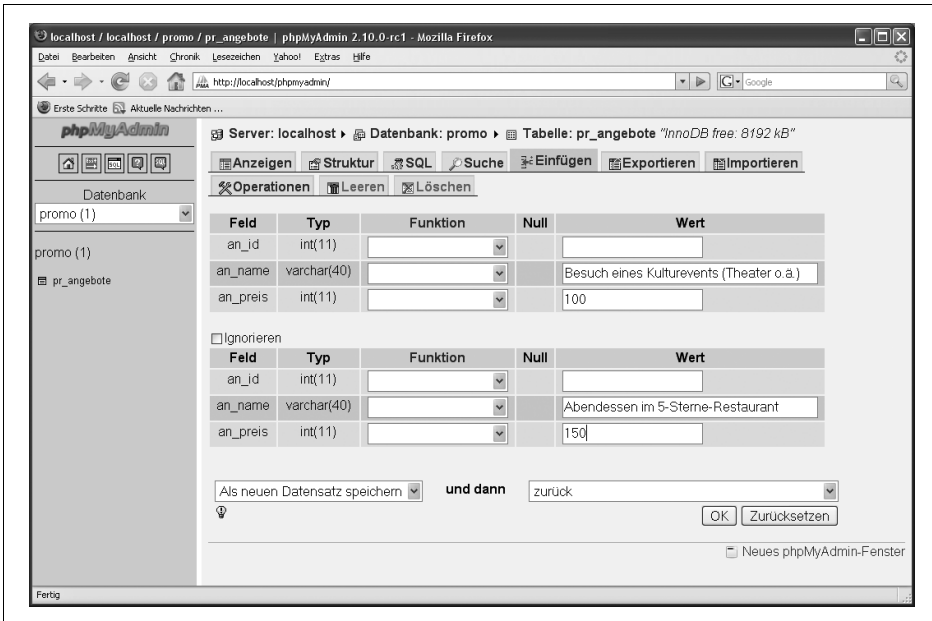 localhost / localhost / promo / pr_angebote | phpMyAdmin 2.10.0-rc1 - Mozilla Firefox
Datei Bearbeiten Ansicht Chronik Lesezeichen Yahoo! Extras Hilfe
http://localhost/phpmyadmin/ Google
Erste Schritte Aktuelle Nachrichten ...
phpMyAdmin
Datenbank
promo (1)
promo (1)
pr_angebote
Server: localhost Datenbank: promo Tabelle: pr_angebote "InnoDB free: 8192 kB"
Anzeigen Struktur SQL Suche Einfügen Exportieren Importieren
Operationen Leeren Löschen
Feld Typ Funktion Null Wert
an_id int(11)
an_name varchar(40) Besuch eines Kulturevents (Theater o.ä.)
an_preis int(11) 100
Ignorieren
Feld Typ Funktion Null Wert
an_id int(11)
an_name varchar(40) Abendessen im 5-Sterne-Restaurant
an_preis int(11) 150
Als neuen Datensatz speichern und dann zurück
OK Zurücksetzen
Neues phpMyAdmin-Fenster
Fertig